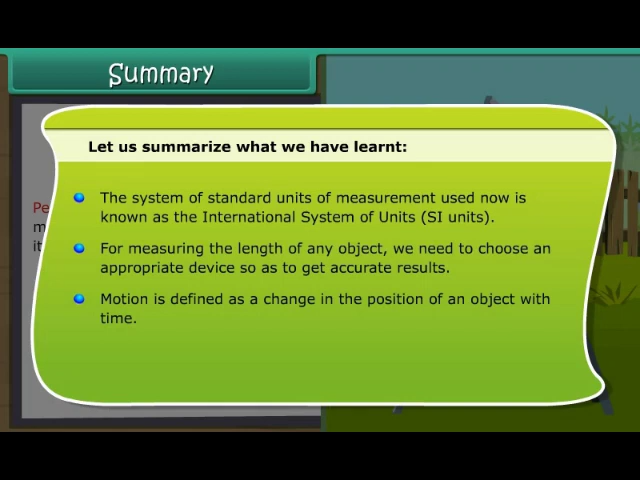 Summary
Let us summarize what we have learnt:
The system of standard units of measurement used now is
known as the International System of Units (SI units).
For measuring the length of any object, we need to choose an
appropriate device so as to get accurate results.
Motion is defined as a change in the position of an object with
time.